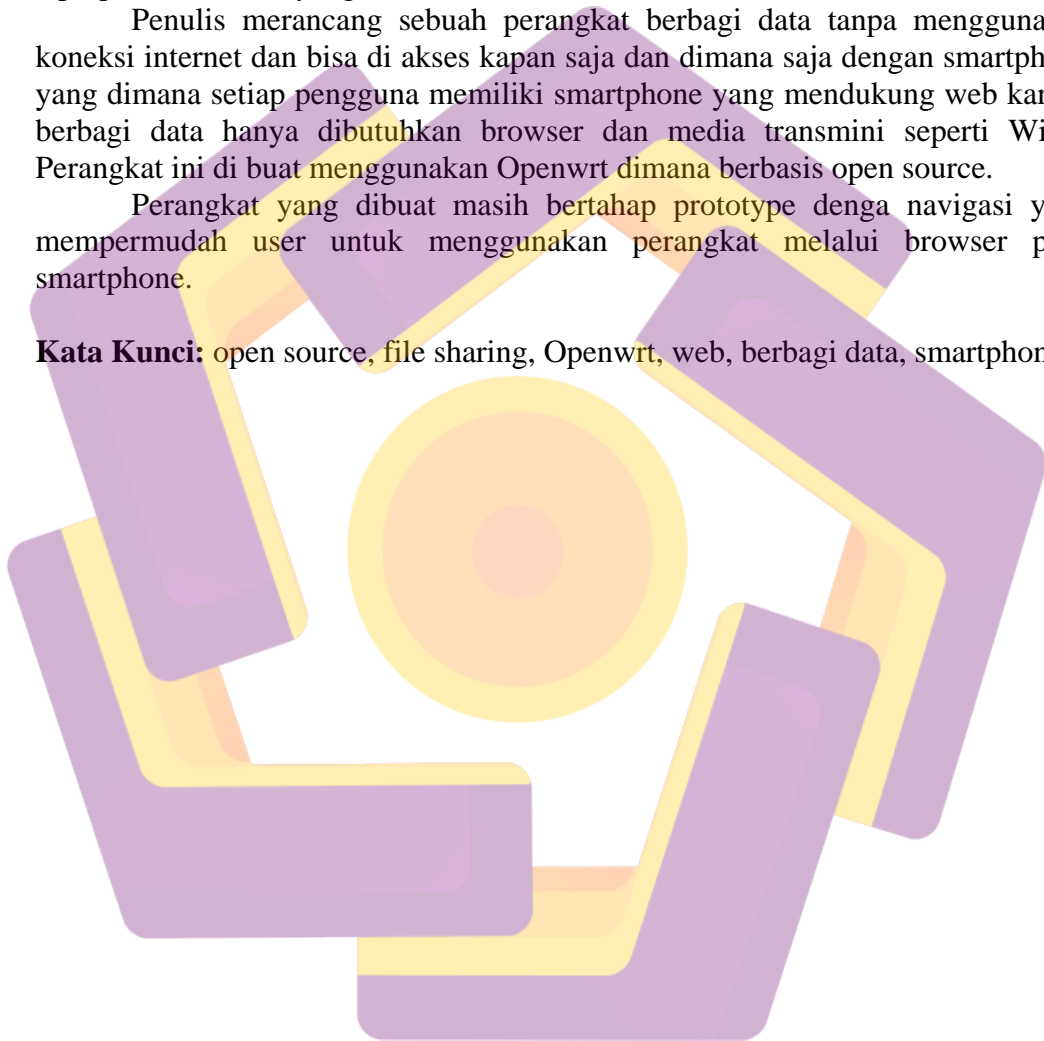 Penulis merancang sebuah perangkat berbagi data tanpa mengguna
koneksi internet dan bisa di akses kapan saja dan dimana saja dengan smartph
yang dimana setiap pengguna memiliki smartphone yang mendukung web kar
berbagi data hanya dibutuhkan browser dan media transmini seperti Wi
Perangkat ini di buat menggunakan Openwrt dimana berbasis open source.
Perangkat yang dibuat masih bertahap prototype denga navigasi y
mempermudah user untuk menggunakan perangkat melalui browser p
smartphone.
Kata Kunci: open source, file sharing, Openwrt, web, berbagi data, smartphon